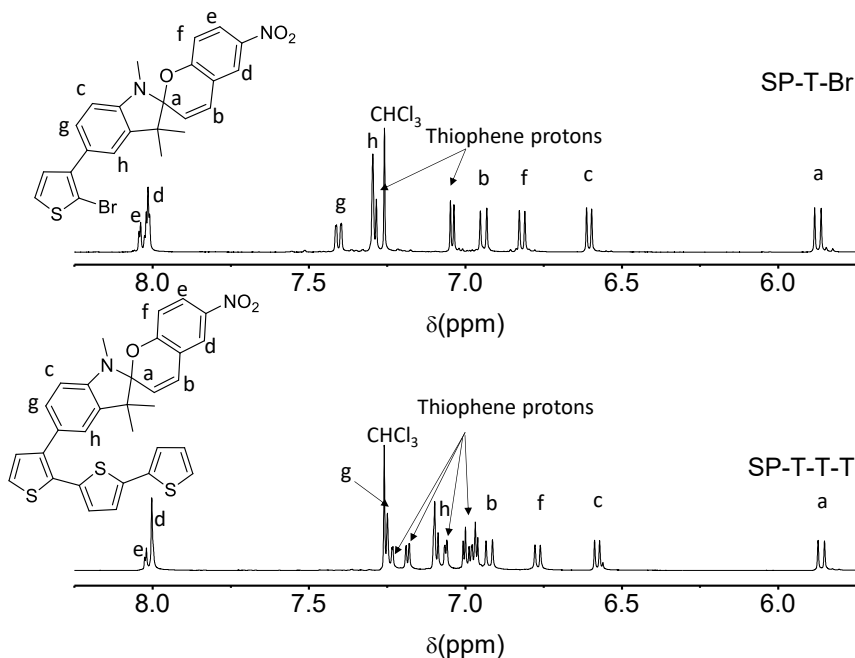 e
f
NO2
O
d
N
c
a
b
g
h
Br
S
SP-T-Br
CHCl3
h
Thiophene protons
d
e
g
b
f
c
a
8.0
7.5
7.0
6.5
6.0
δ(ppm)
e
f
NO2
O
d
N
c
a
b
g
h
S
S
S
SP-T-T-T
Thiophene protons
CHCl3
g
d
e
h
b
f
c
a
8.0
7.5
7.0
6.5
6.0
δ(ppm)